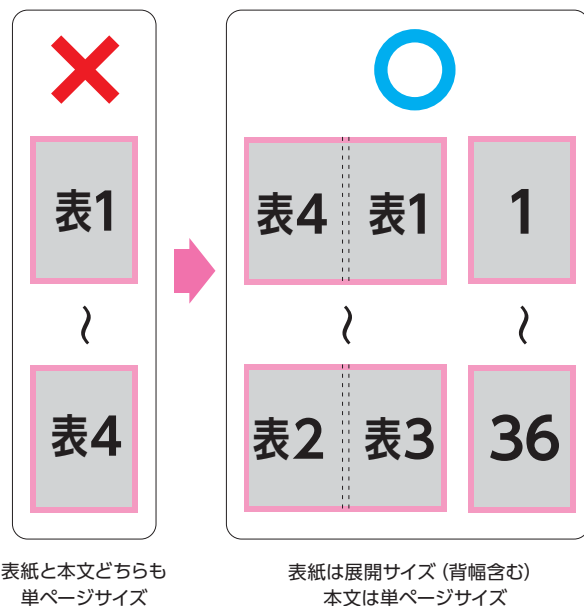 表1
～
表4
表紙と本文どちらも
単ページサイズ
表4 表1 1
～ ～
表2 表3 36
表紙は展開サイズ（背幅含む）
本文は単ページサイズ